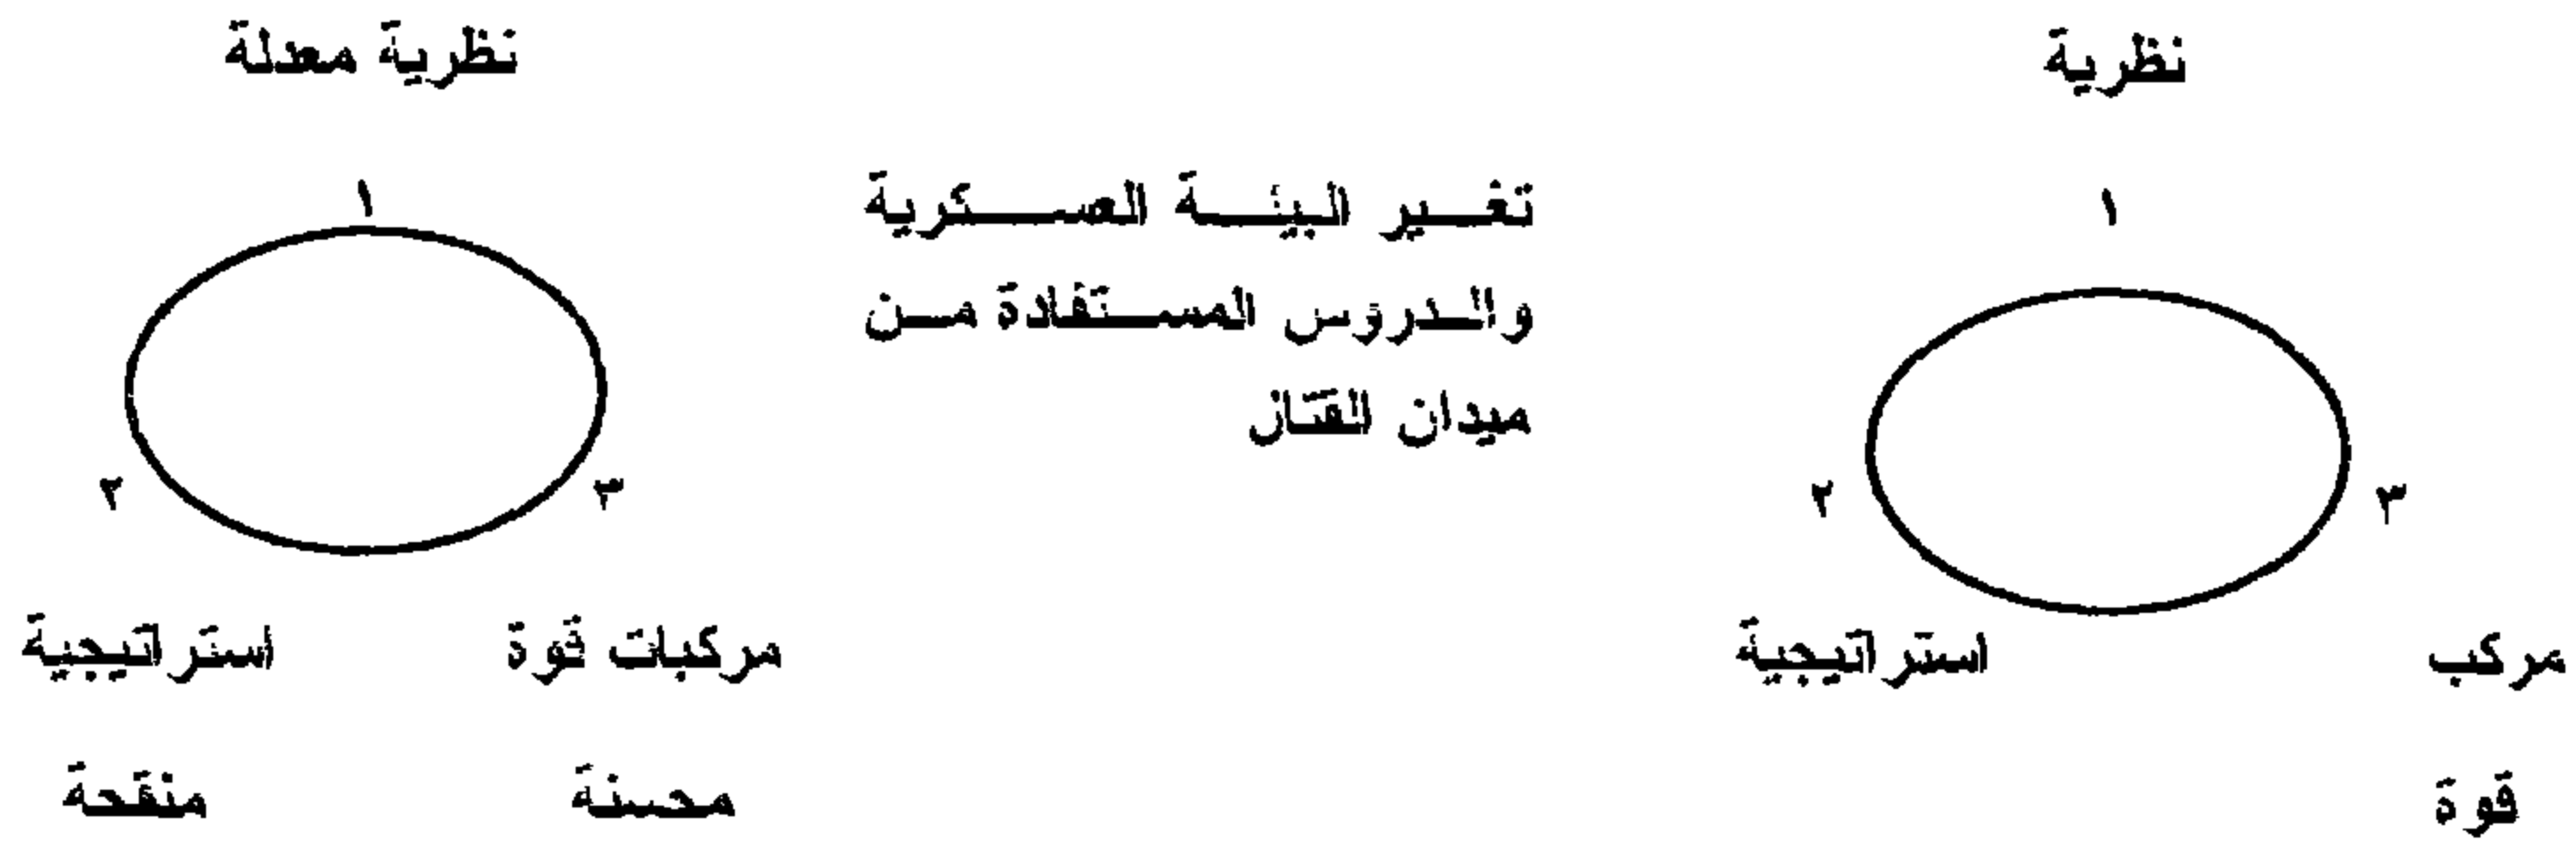 نظرية
١
٣
٢
مركب
قوة
استراتيجية
تغير البيئة العسكرية
والدروس المستفادة من
ميدان القتال
نظرية معدلة
١
٣
٢
مركبات قوة
محسنة
استراتيجية
منقحة